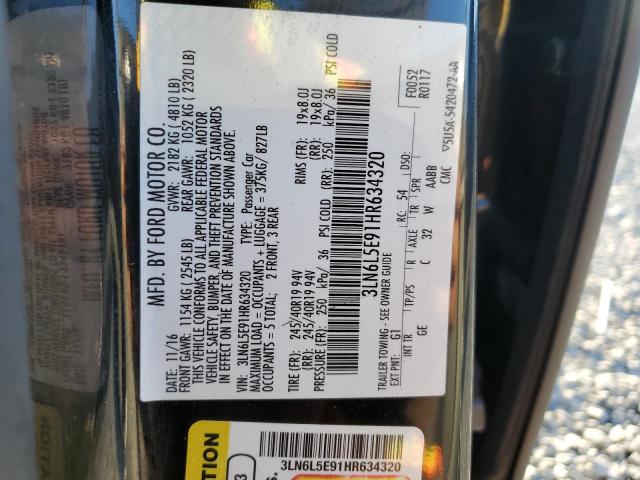 MFD. BY FORD MOTOR CO.
DATE: 11/16 GVWR: 2182 KG ( 4810 LB)
FRONT GAWR: 1154 KG ( 2545 LB) REAR GAWR: 1052 KG ( 2320 LB)
THIS VEHICLE CONFORMS TO ALL APPLICABLE FEDERAL MOTOR
VEHICLE SAFETY, BUMPER, AND THEFT PREVENTION STANDARDS
IN EFFECT ON THE DATE OF MANUFACTURE SHOWN ABOVE.
VIN: 3LN6L5E91HR634320 TYPE: Passenger Car
MAXIMUM LOAD = OCCUPANTS + LUGGAGE = 375KG/ 827LB
OCCUPANTS = 5 TOTAL: 2 FRONT, 3 REAR
TIRE (FR): 245/40R19 94V RIMS (FR): 19x8.0J
(RR): 245/40R19 94V (RR): 19x8.0J
PRESSURE (FR): 250 kPa/ 36 PSI COLD (RR): 250 kPa/ 36 PSI COLD
3LN6L5E91HR634320
TRAILER TOWING - SEE OWNER GUIDE
F0052
R0117
EXT PNT: G1 RC: 54 DSO:
INT TR TP/PS R AXLE TR SPR
GE C 32 W AABB
CMC
▽5U5A-5420472-AA
3LN6L5E91HR634320